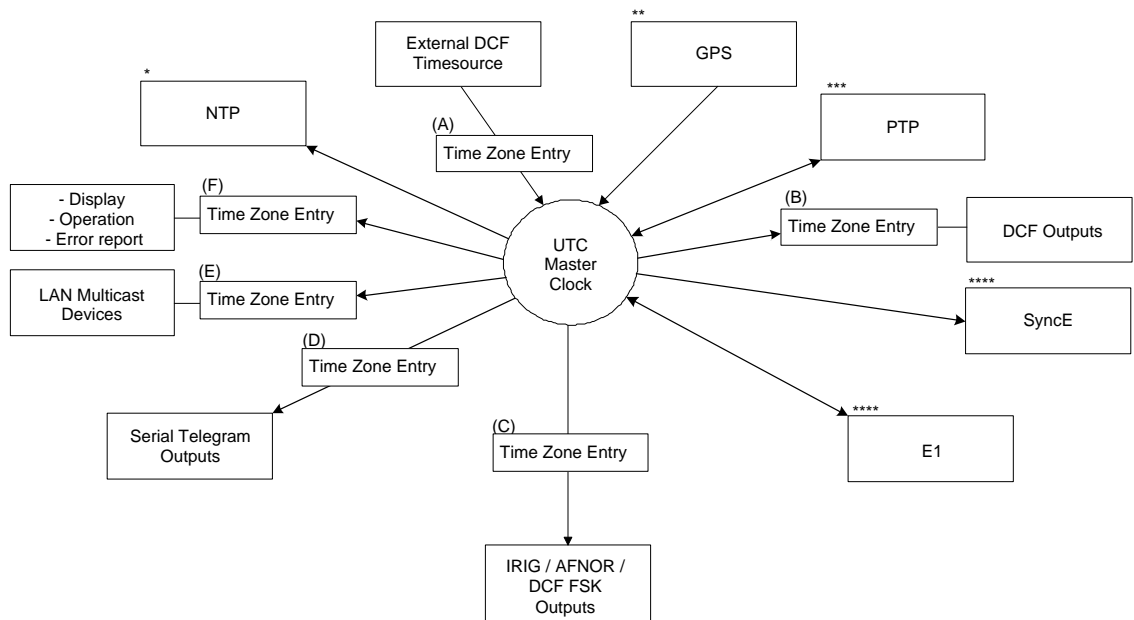 External DCF
Timesource
**
GPS
*
NTP
***
PTP
(A)
Time Zone Entry
(F)
Time Zone Entry
- Display
- Operation
- Error report
(B)
Time Zone Entry
DCF Outputs
UTC
Master
Clock
(E)
Time Zone Entry
LAN Multicast
Devices
****
SyncE
(D)
Time Zone Entry
Serial Telegram
Outputs
(C)
Time Zone Entry
****
E1
IRIG / AFNOR /
DCF FSK
Outputs